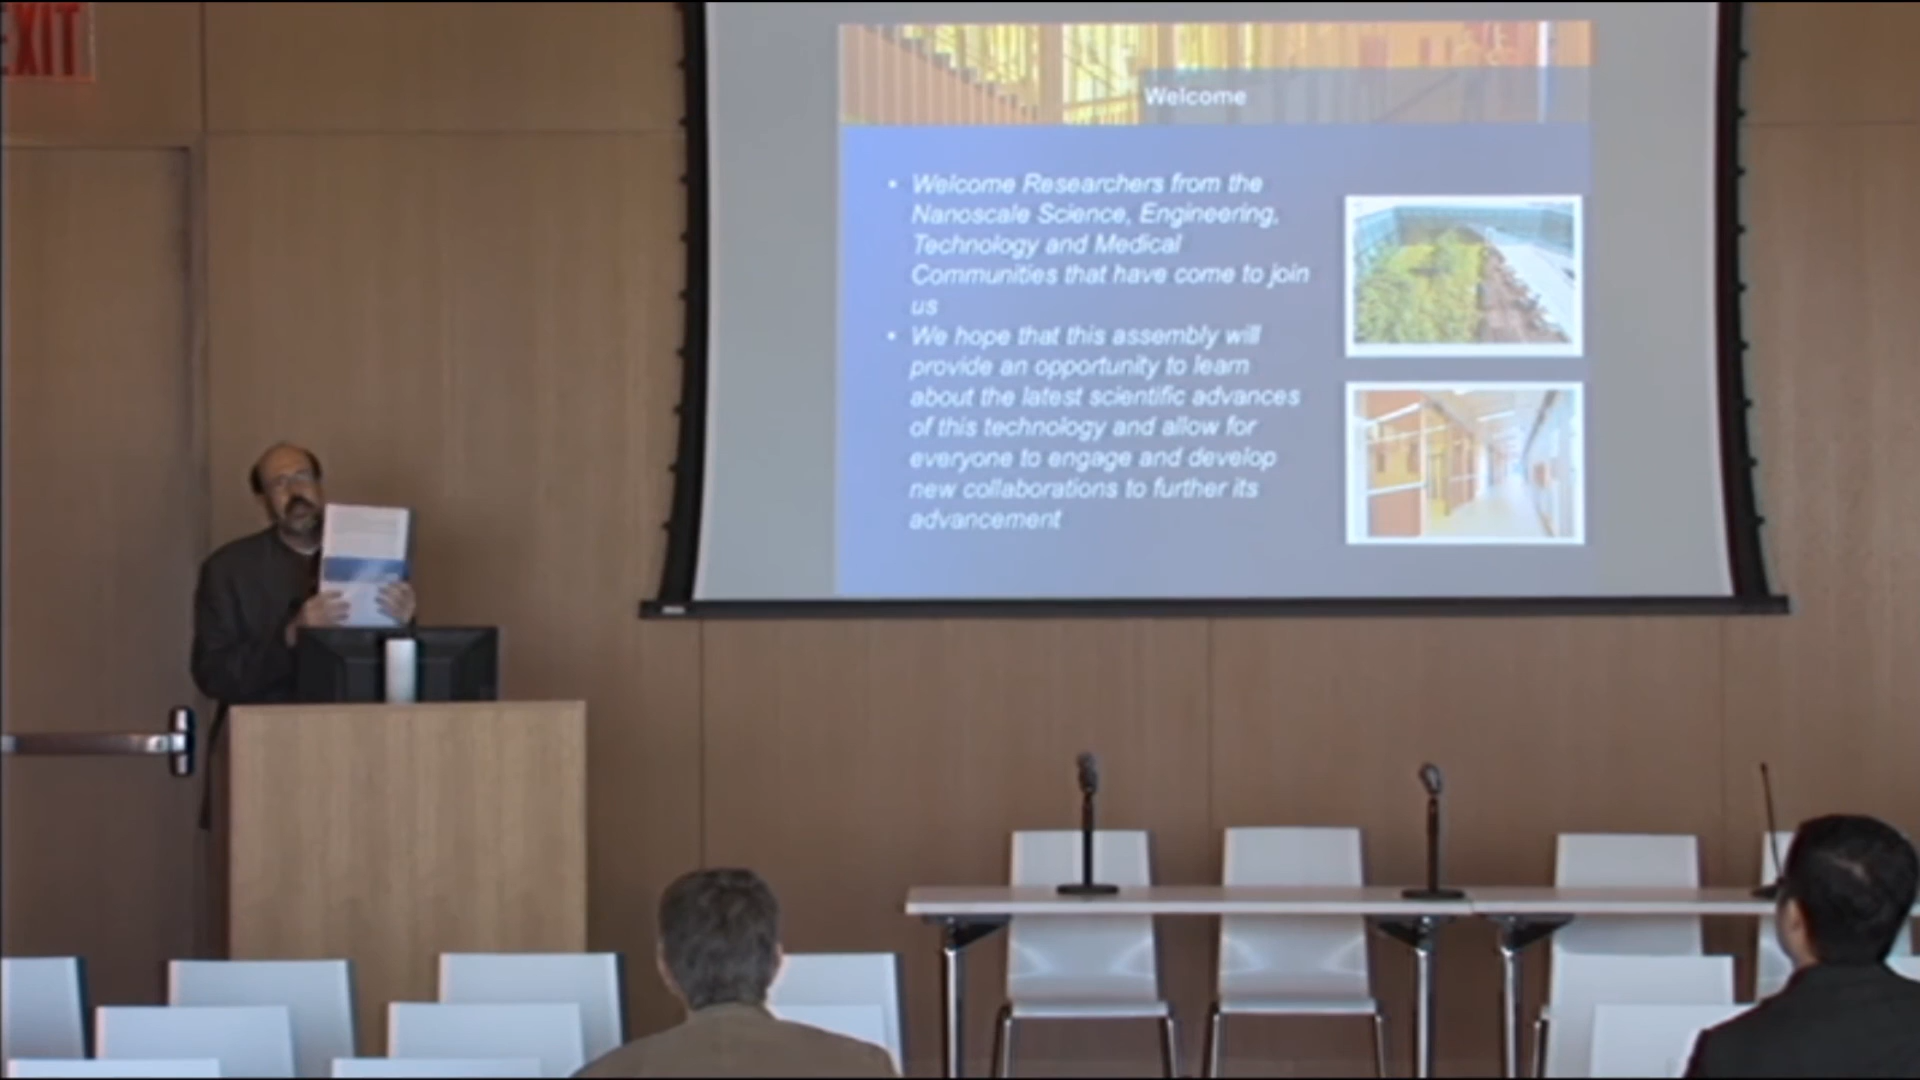 EXIT
Welcome
• Welcome Researchers from the
Nanoscale Science, Engineering,
Technology and Medical
Communities that have come to join
us
• We hope that this assembly will
provide an opportunity to learn
about the latest scientific advances
of this technology and allow for
everyone to engage and develop
new collaborations to further its
advancement